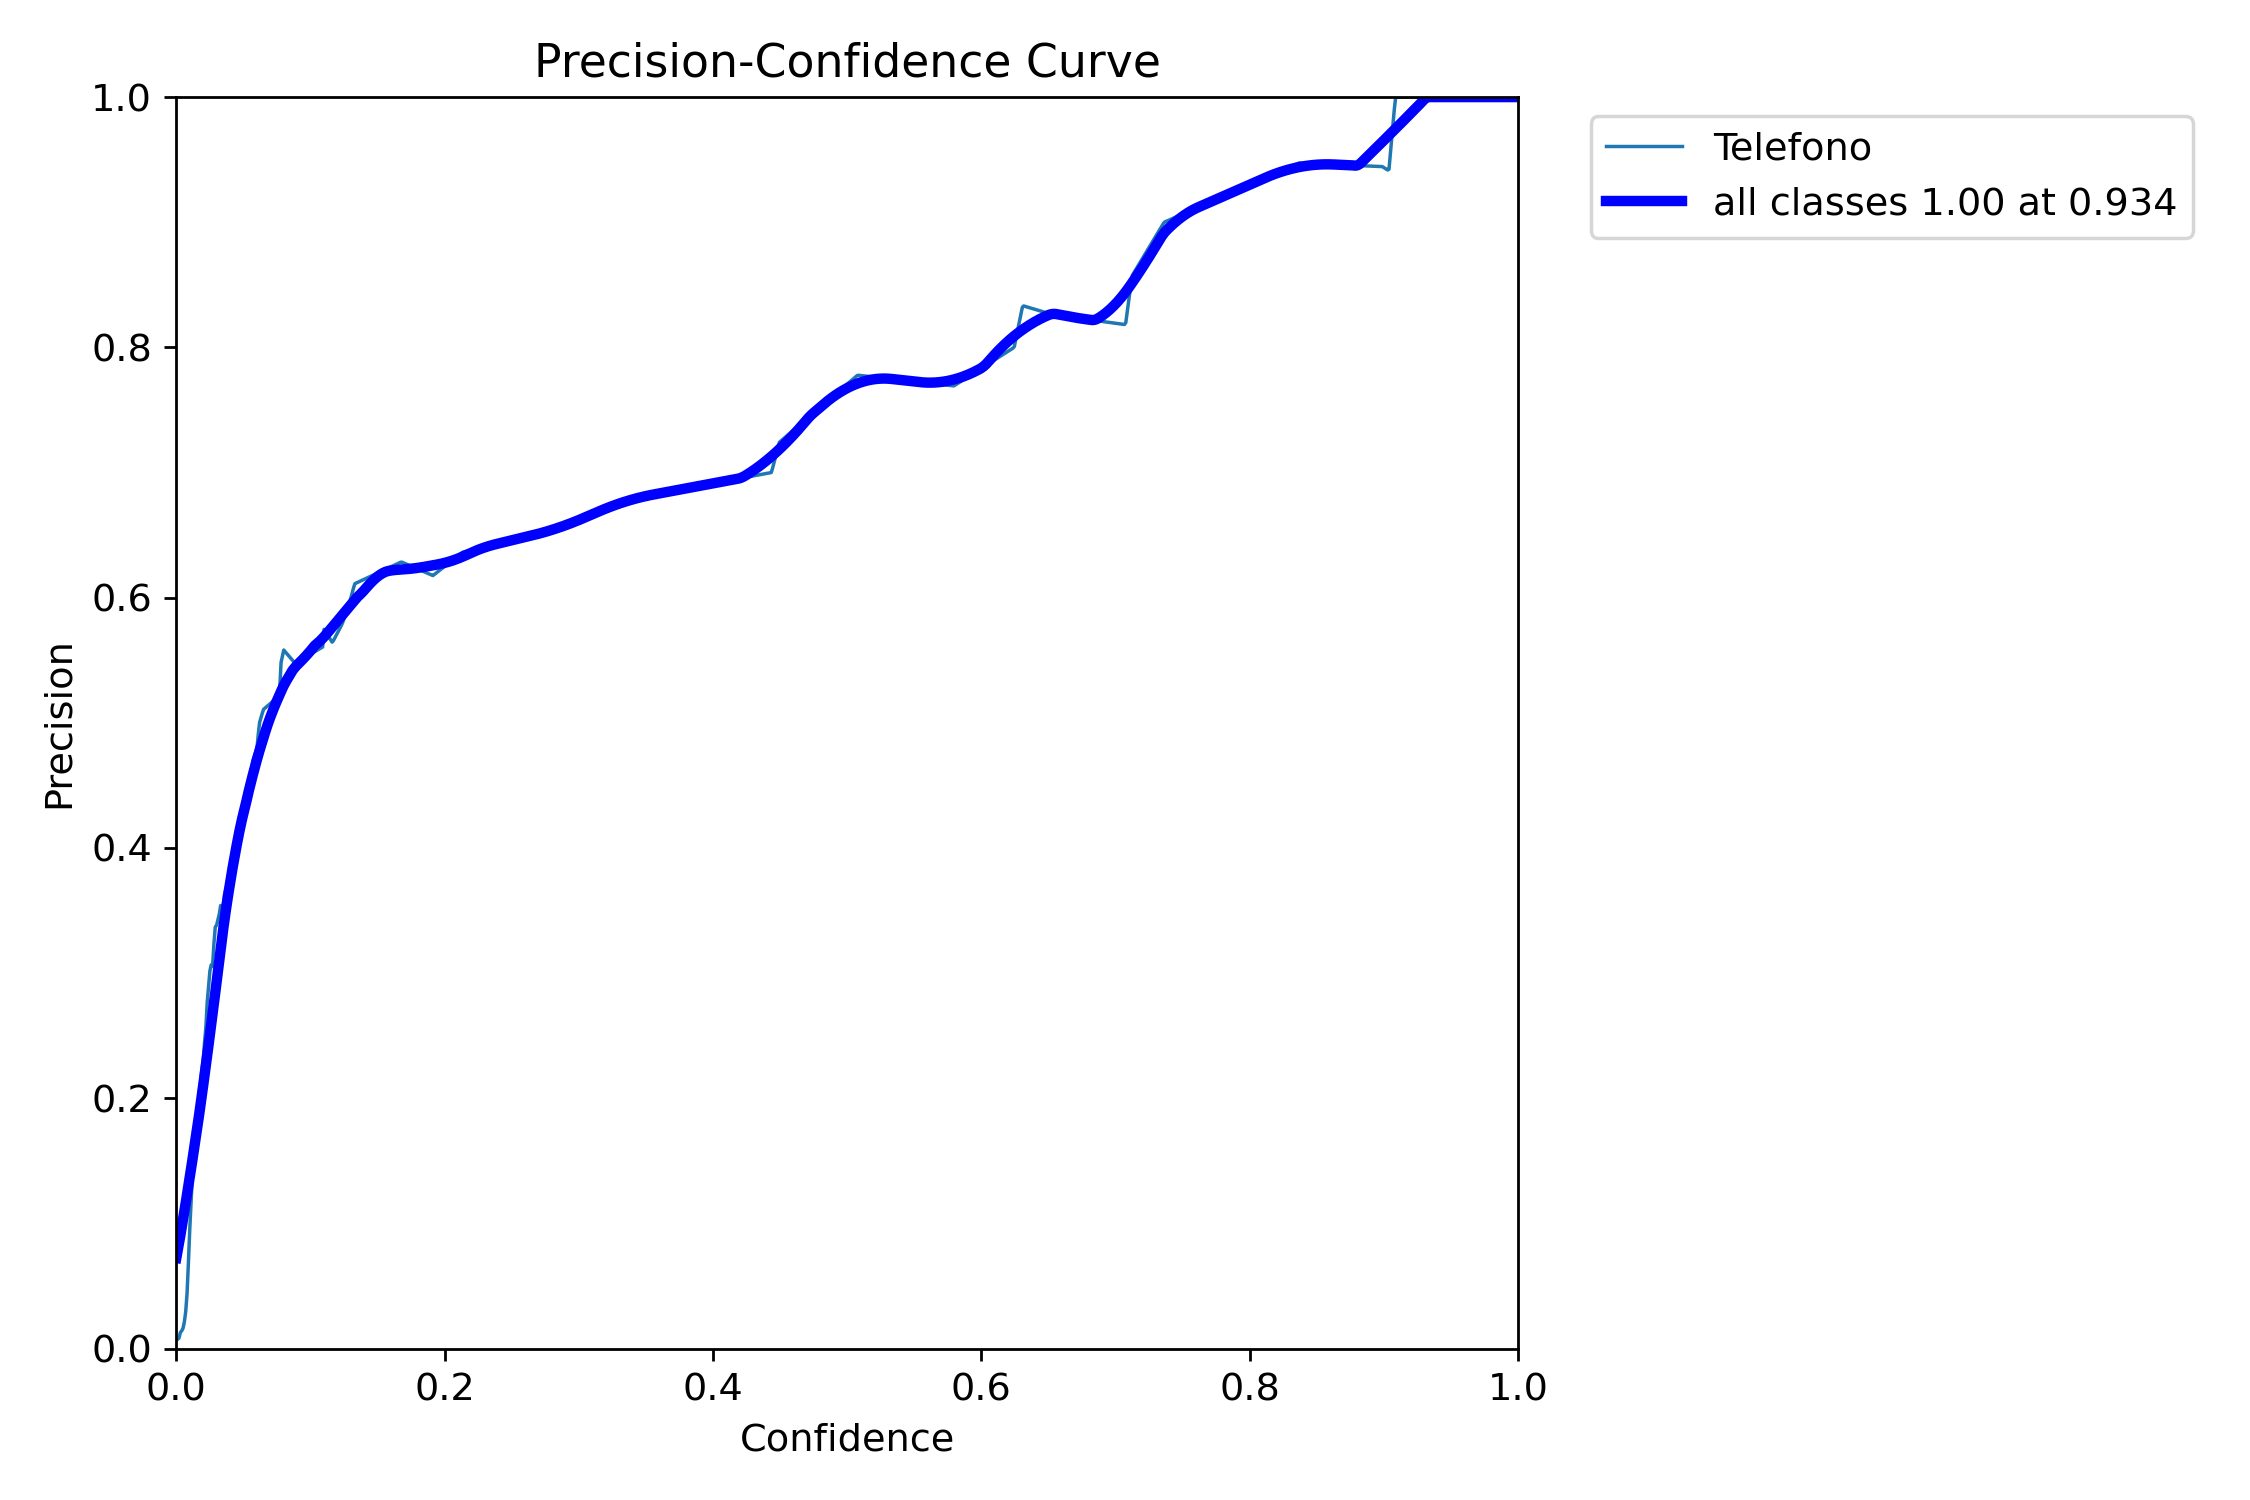 Precision-Confidence Curve
1.0
0.8
0.6
0.4
0.2
0.0
Precision
0.0 0.2 0.4 0.6 0.8 1.0
Confidence
Telefono
all classes 1.00 at 0.934